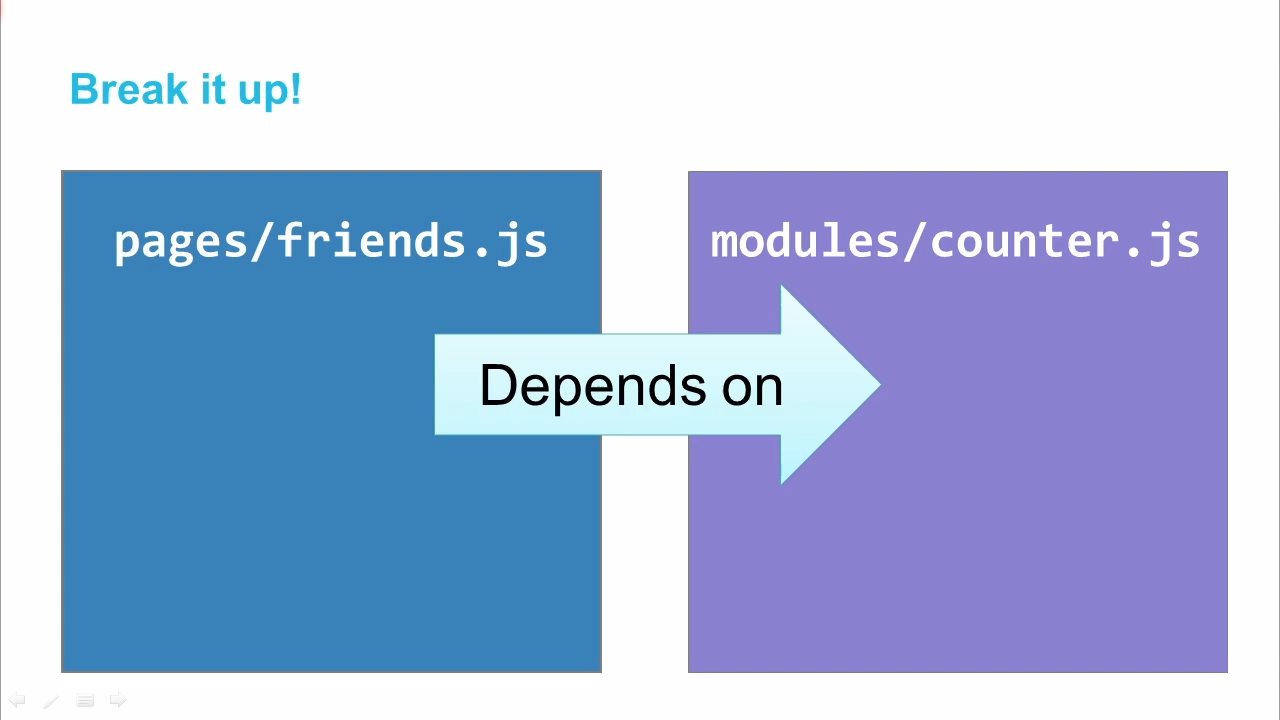 Break it up!
pages/friends.js
modules/counter.js
Depends on